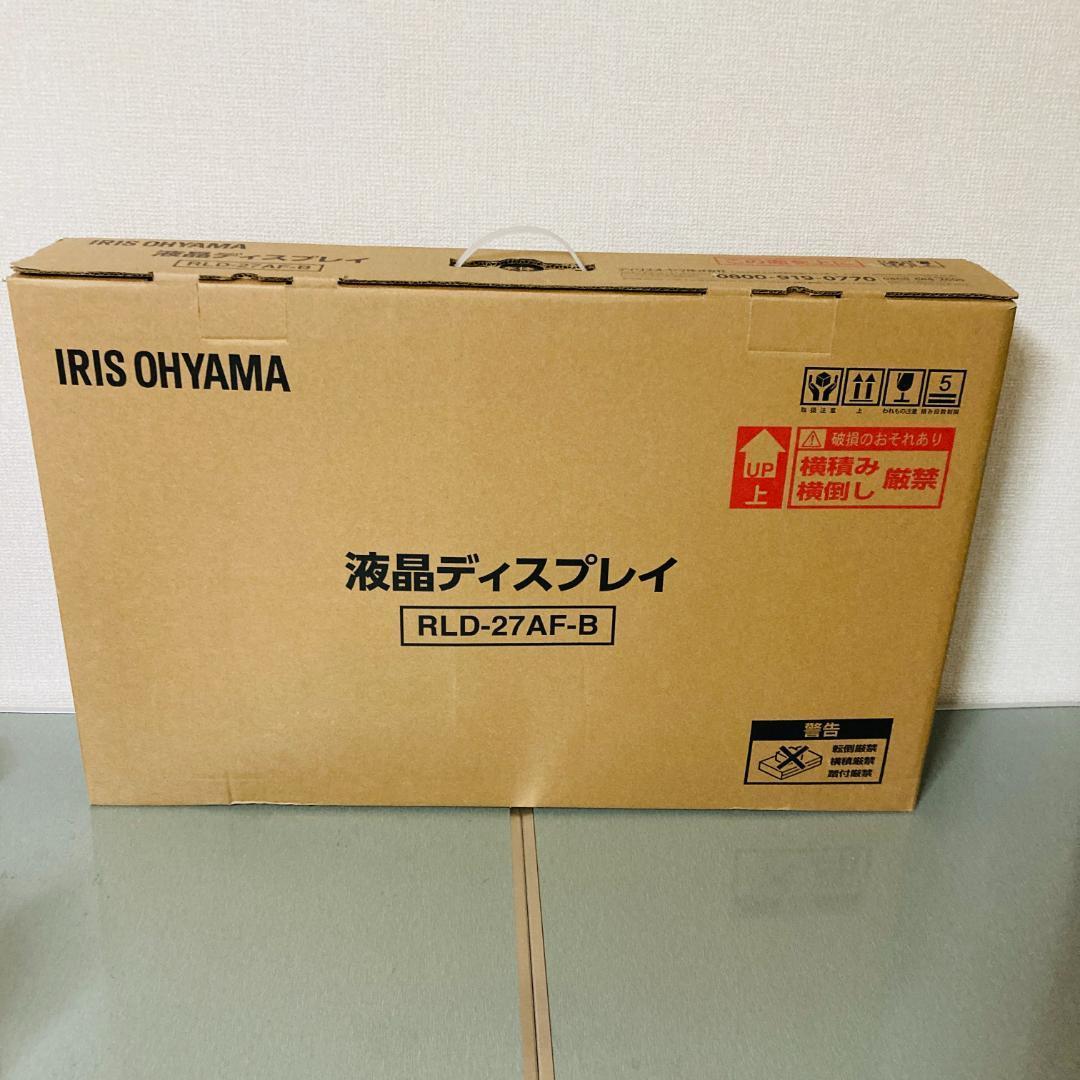 IRIS OHYAMA
液晶ディスプレイ
RLD-27AF-B
0800-919-0770
IRIS OHYAMA
取扱注意
上
われもの注意
5
積み段数制限
UP
上
破損のおそれあり
横積み
横倒し
厳禁
液晶ディスプレイ
RLD-27AF-B
警告
転倒厳禁
横積厳禁
踏付厳禁